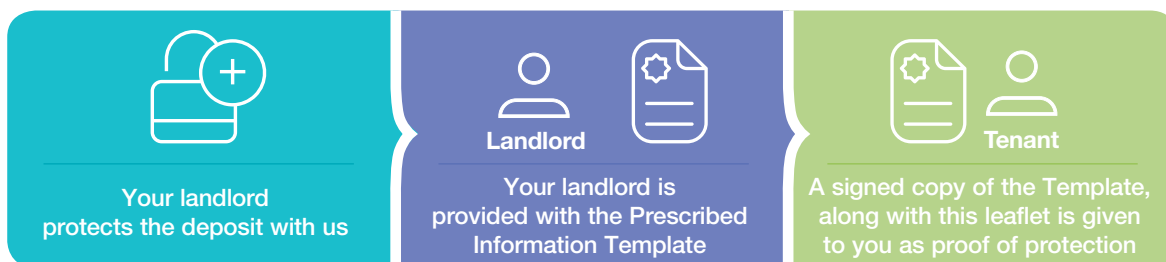 Your landlord
protects the deposit with us
Landlord
Your landlord is
provided with the Prescribed
Information Template
Tenant
A signed copy of the Template,
along with this leaflet is given
to you as proof of protection